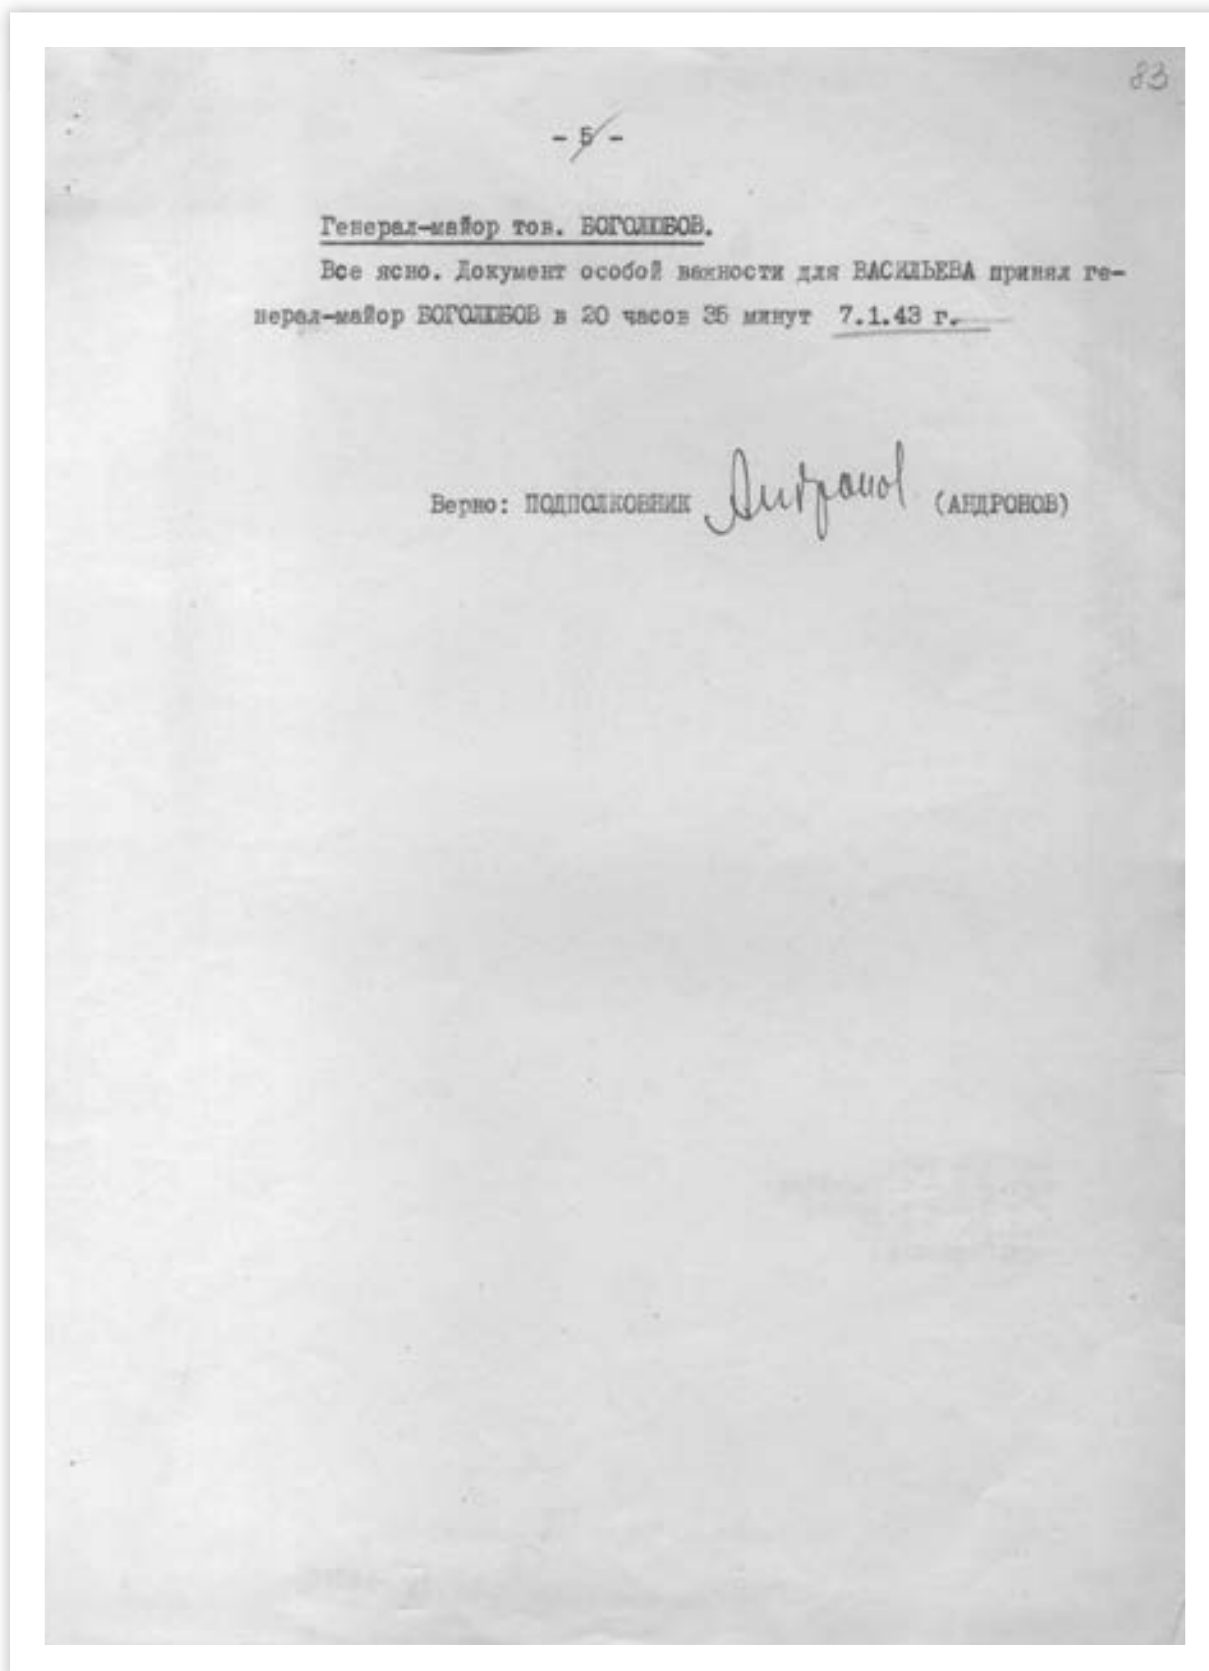 83
- 5 -
Генерал-майор тов. БОГОЛЮБОВ.
Все ясно. Документ особой важности для ВАСИЛЬЕВА принял ге-
нерал-майор БОГОЛЮБОВ в 20 часов 35 минут 7.1.43 г.
Верно: ПОДПОЛКОВНИК Андронов (АНДРОНОВ)